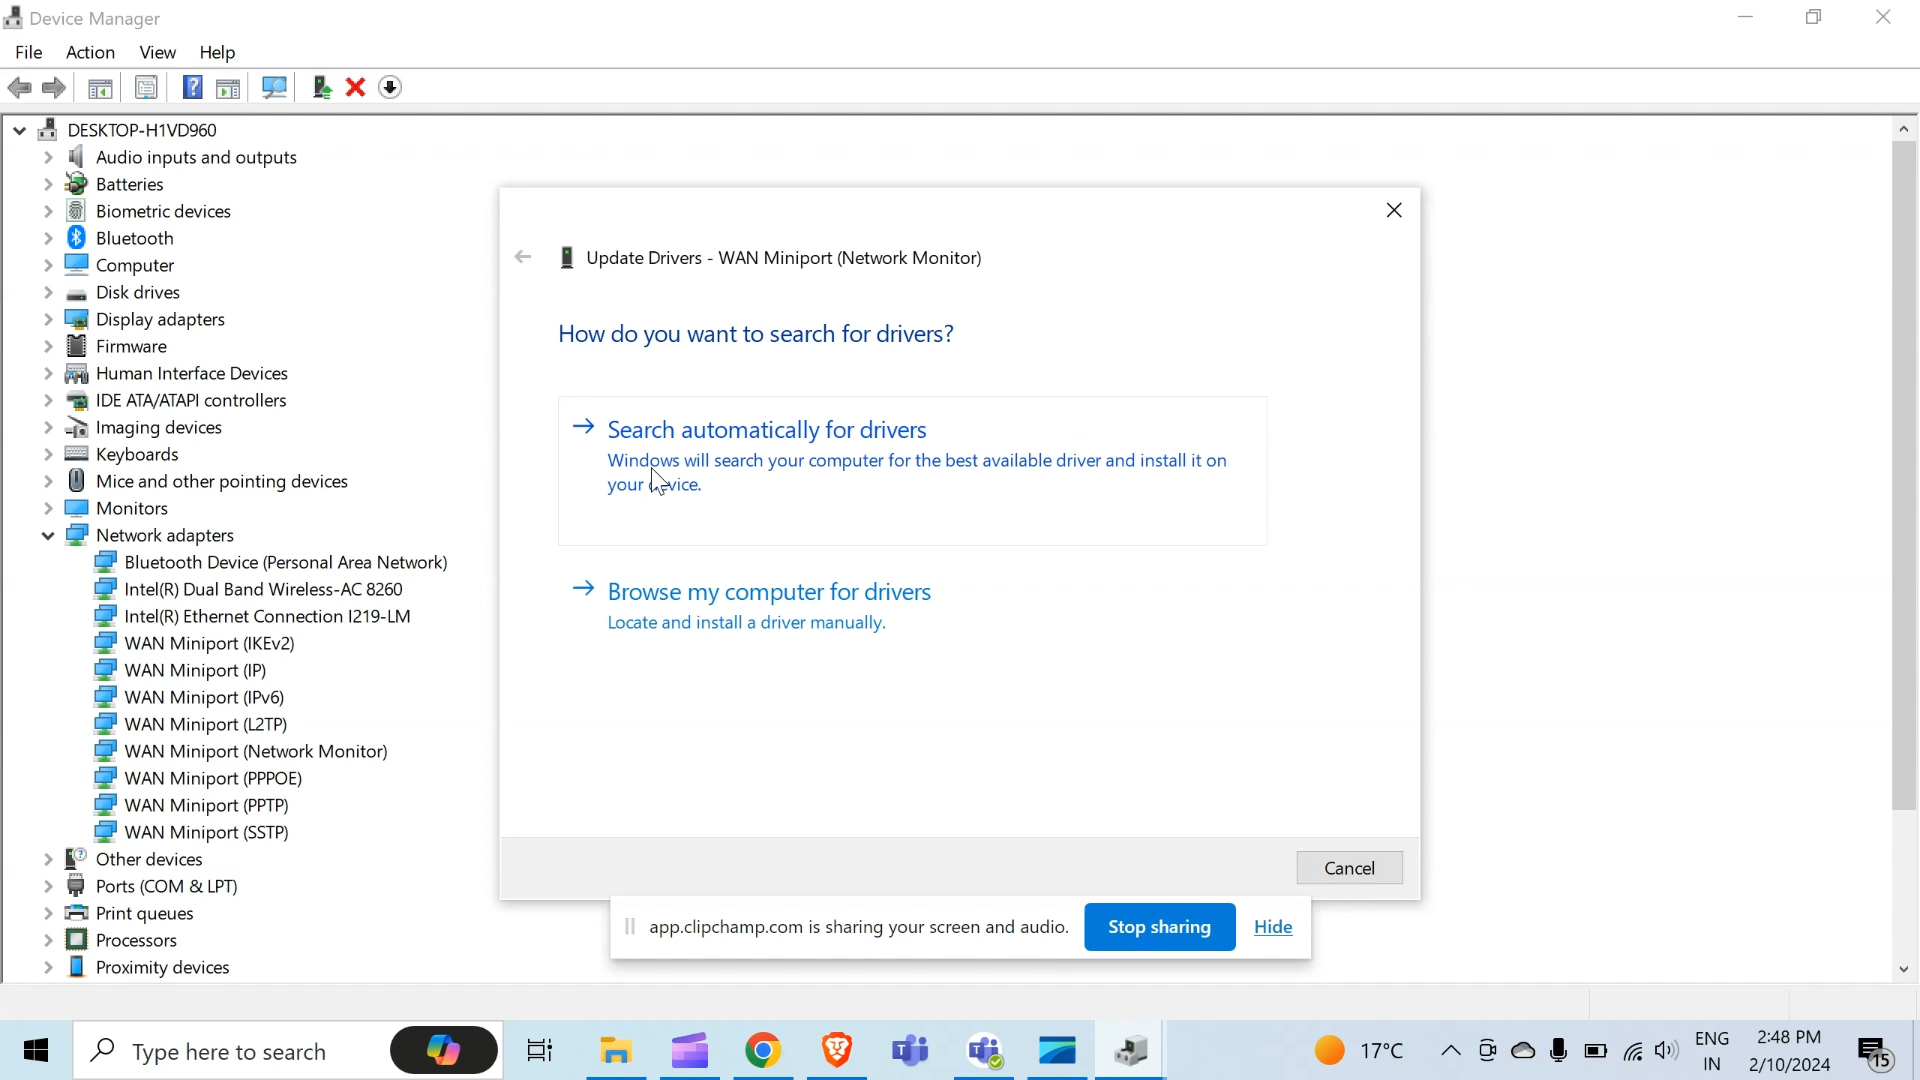 Device Manager
File Action View Help
DESKTOP-H1VD960
Audio inputs and outputs
Batteries
Biometric devices
Bluetooth
Computer
Disk drives
Display adapters
Firmware
Human Interface Devices
IDE ATA/ATAPI controllers
Imaging devices
Keyboards
Mice and other pointing devices
Monitors
Network adapters
Bluetooth Device (Personal Area Network)
Intel(R) Dual Band Wireless-AC 8260
Intel(R) Ethernet Connection I219-LM
WAN Miniport (IKEv2)
WAN Miniport (IP)
WAN Miniport (IPv6)
WAN Miniport (L2TP)
WAN Miniport (Network Monitor)
WAN Miniport (PPPOE)
WAN Miniport (PPTP)
WAN Miniport (SSTP)
Other devices
Ports (COM & LPT)
Print queues
Processors
Proximity devices
Update Drivers - WAN Miniport (Network Monitor)
How do you want to search for drivers?
Search automatically for drivers
Windows will search your computer for the best available driver and install it on
your device.
Browse my computer for drivers
Locate and install a driver manually.
Cancel
app.clipchamp.com is sharing your screen and audio. Stop sharing Hide
Type here to search
17°C
ENG
IN
2:48 PM
2/10/2024
15